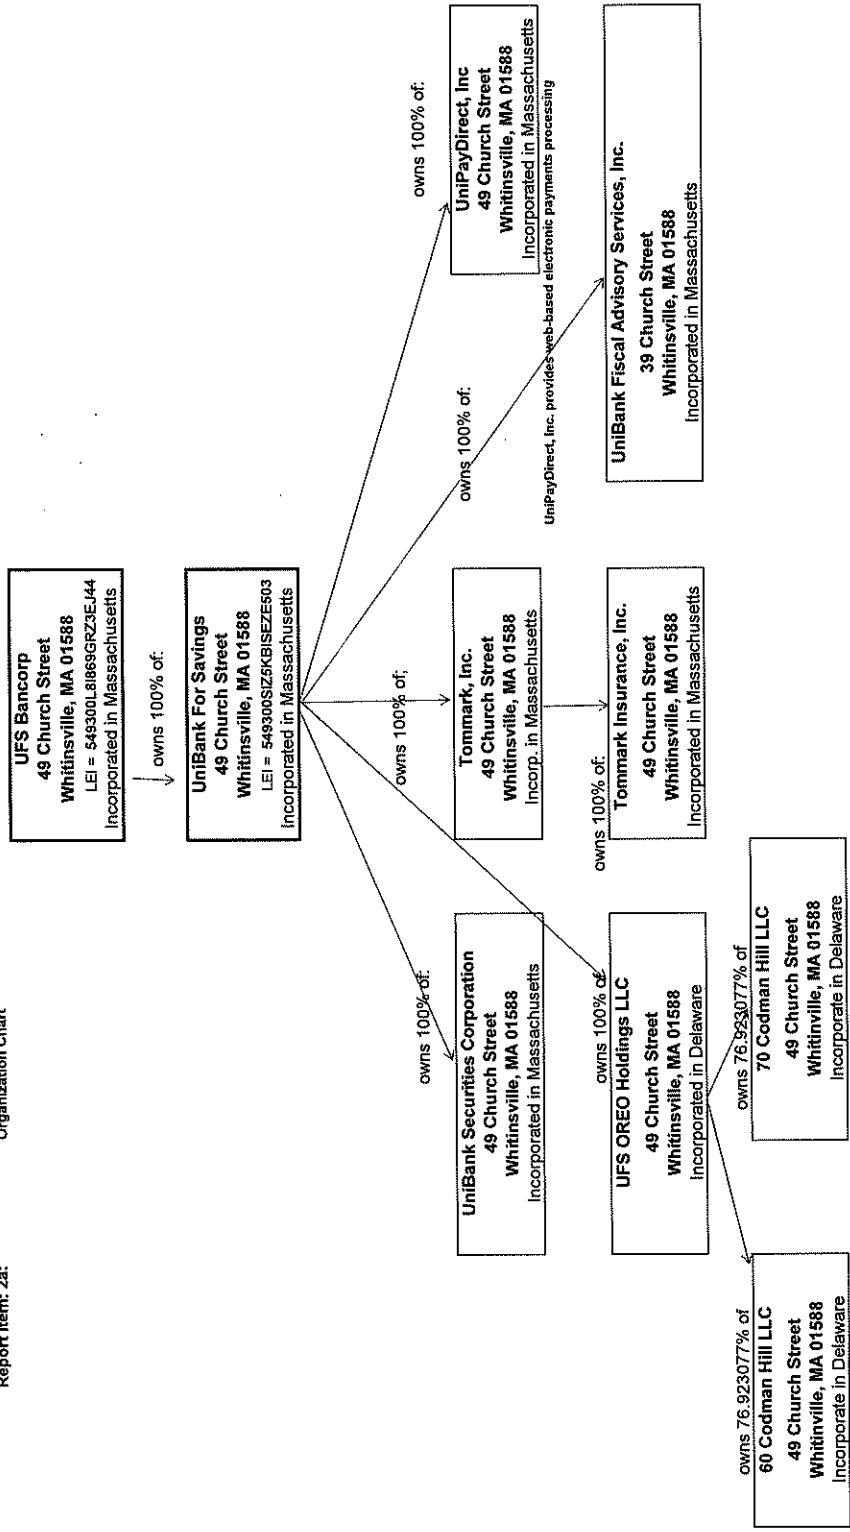 Report Item: 2a:
Organization Chart
UFS Bancorp
49 Church Street
Whitinsville, MA 01588
LEI = 549300L8I869GRZ3EJ44
Incorporated in Massachusetts
owns 100% of:
UniBank For Savings
49 Church Street
Whitinsville, MA 01588
LEI = 549300SIZ5KBISEZE503
Incorporated in Massachusetts
owns 100% of:
UniBank Securities Corporation
49 Church Street
Whitinsville, MA 01588
Incorporated in Massachusetts
owns 100% of;
Tommark, Inc.
49 Church Street
Whitinsville, MA 01588
Incorp. in Massachusetts
owns 100% of:
UniPayDirect, Inc
49 Church Street
Whitinsville, MA 01588
Incorporated in Massachusetts
UniPayDirect, Inc. provides web-based electronic payments processing
owns 100% of:
UFS OREO Holdings LLC
49 Church Street
Whitinsville, MA 01588
Incorporated in Delaware
owns 100% of:
Tommark Insurance, Inc.
49 Church Street
Whitinsville, MA 01588
Incorporated in Massachusetts
owns 100% of:
UniBank Fiscal Advisory Services, Inc.
39 Church Street
Whitinsville, MA 01588
Incorporated in Massachusetts
owns 76.923077% of
60 Codman Hill LLC
49 Church Street
Whitinsville, MA 01588
Incorporate in Delaware
owns 76.923077% of
70 Codman Hill LLC
49 Church Street
Whitinsville, MA 01588
Incorporate in Delaware